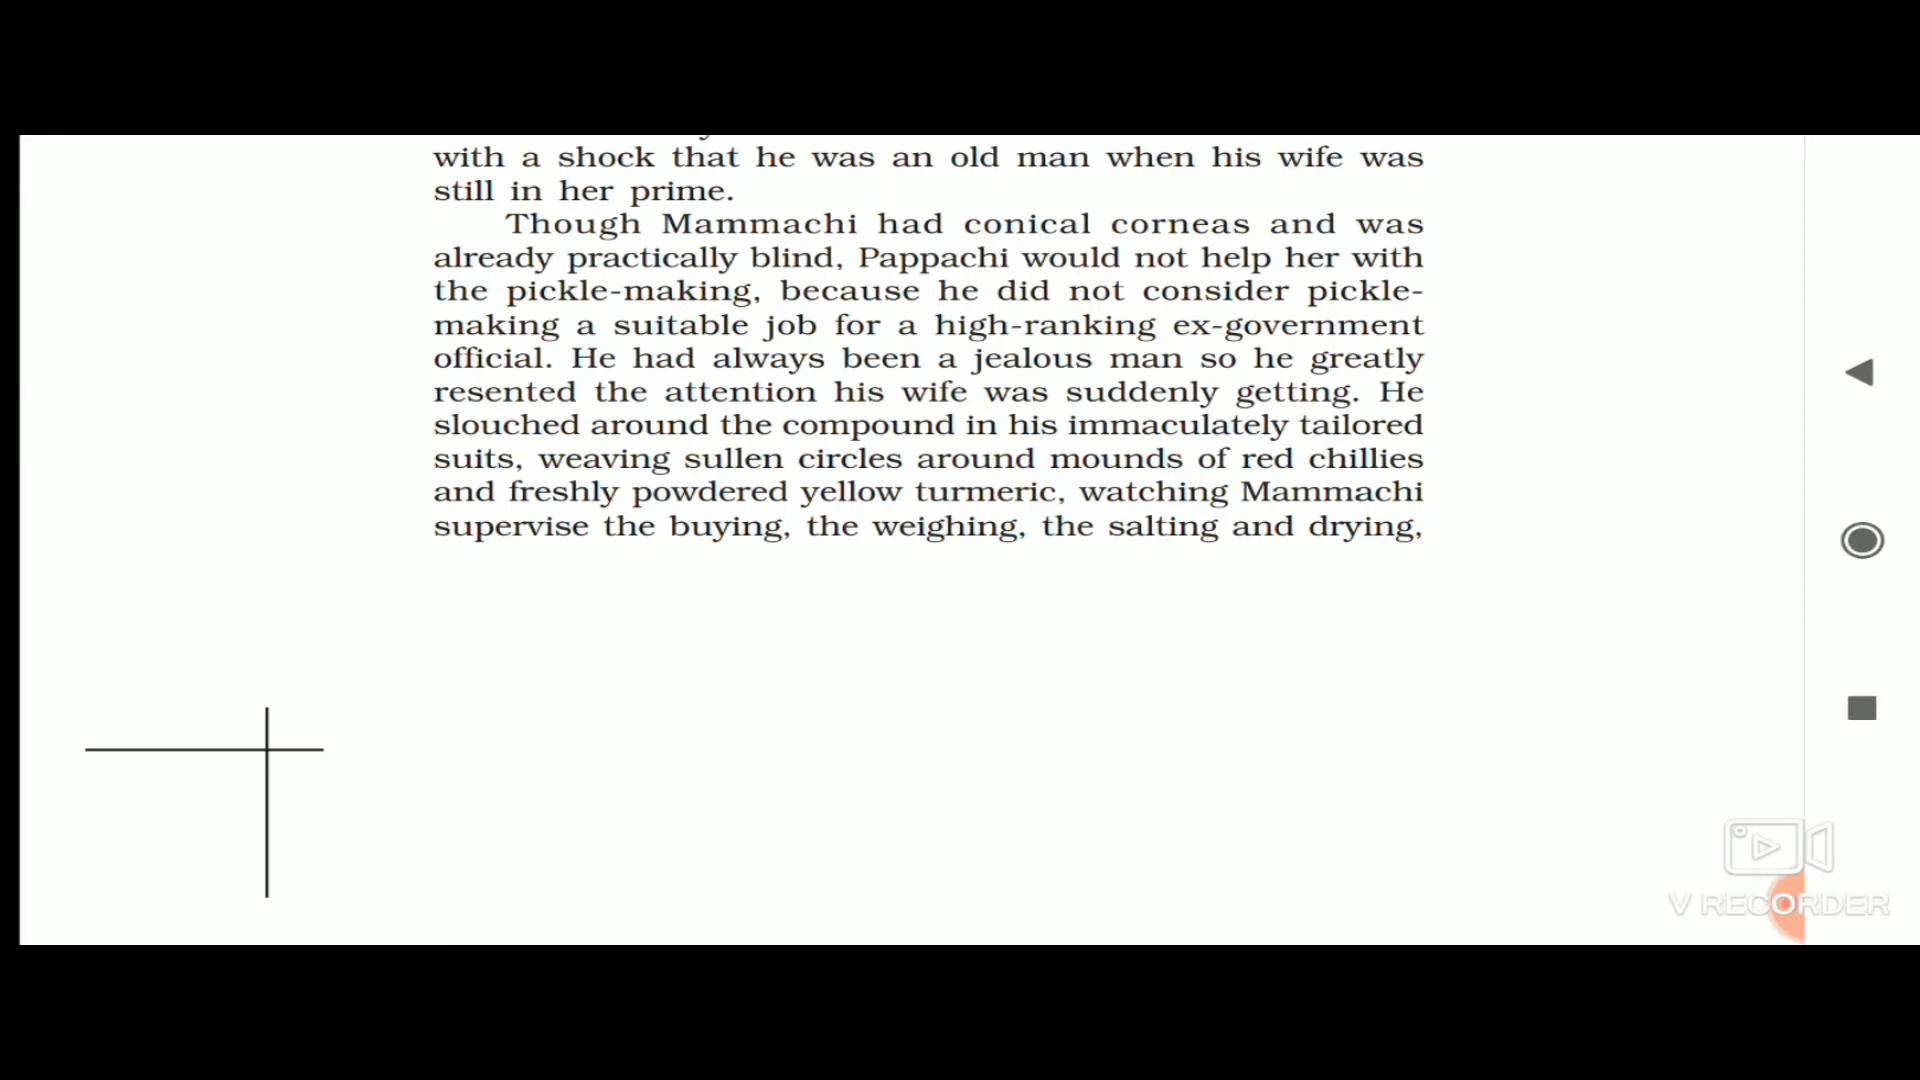 with a shock that he was an old man when his wife was
still in her prime.
Though Mammachi had conical corneas and was
already practically blind, Pappachi would not help her with
the pickle-making, because he did not consider pickle-
making a suitable job for a high-ranking ex-government
official. He had always been a jealous man so he greatly
resented the attention his wife was suddenly getting. He
slouched around the compound in his immaculately tailored
suits, weaving sullen circles around mounds of red chillies
and freshly powdered yellow turmeric, watching Mammachi
supervise the buying, the weighing, the salting and drying,
V RECORDER